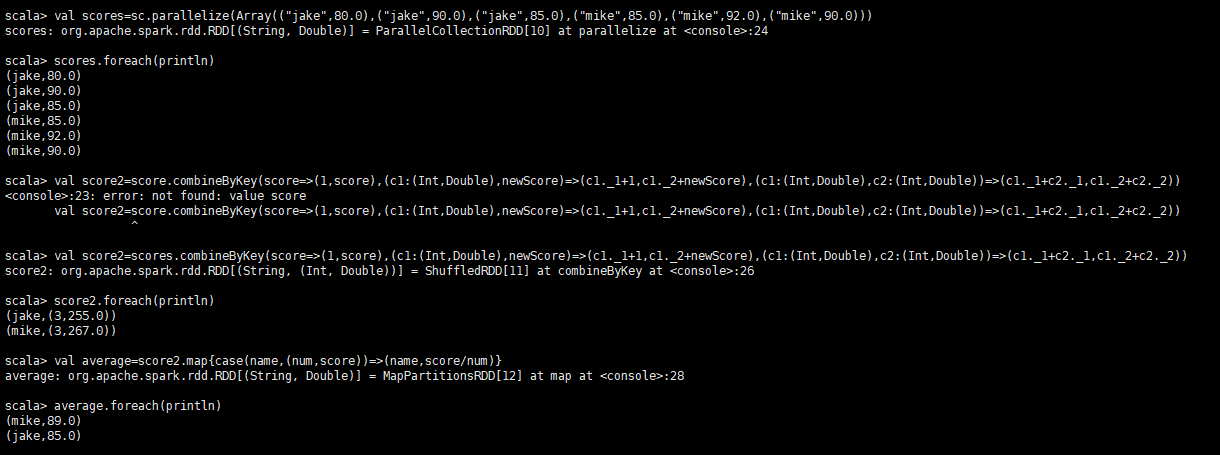 scala> val scores=sc.parallelize(Array(("jake",80.0),("jake",90.0),("jake",85.0),("mike",85.0),("mike",92.0),("mike",90.0)))
scores: org.apache.spark.rdd.RDD[(String, Double)] = ParallelCollectionRDD[10] at parallelize at <console>:24
scala> scores.foreach(println)
(jake,80.0)
(jake,90.0)
(jake,85.0)
(mike,85.0)
(mike,92.0)
(mike,90.0)
scala> val score2=score.combineByKey(score=>(1,score),(c1:(Int,Double),newScore)=>(c1._1+1,c1._2+newScore),(c1:(Int,Double),c2:(Int,Double))=>(c1._1+c2._1,c1._2+c2._2))
<console>:23: error: not found: value score
       val score2=score.combineByKey(score=>(1,score),(c1:(Int,Double),newScore)=>(c1._1+1,c1._2+newScore),(c1:(Int,Double),c2:(Int,Double))=>(c1._1+c2._1,c1._2+c2._2))
                  ^
scala> val score2=scores.combineByKey(score=>(1,score),(c1:(Int,Double),newScore)=>(c1._1+1,c1._2+newScore),(c1:(Int,Double),c2:(Int,Double))=>(c1._1+c2._1,c1._2+c2._2))
score2: org.apache.spark.rdd.RDD[(String, (Int, Double))] = ShuffledRDD[11] at combineByKey at <console>:26
scala> score2.foreach(println)
(jake,(3,255.0))
(mike,(3,267.0))
scala> val average=score2.map{case(name,(num,score))=>(name,score/num)}
average: org.apache.spark.rdd.RDD[(String, Double)] = MapPartitionsRDD[12] at map at <console>:28
scala> average.foreach(println)
(mike,89.0)
(jake,85.0)